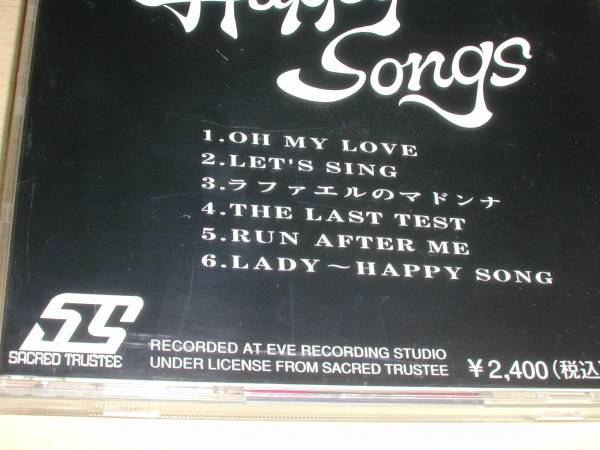 Happy
Songs
1.OH MY LOVE
2.LET'S SING
3.ラファエルのマドンナ
4.THE LAST TEST
5.RUN AFTER ME
6.LADY～HAPPY SONG
SS
SACRED TRUSTEE
RECORDED AT EVE RECORDING STUDIO
UNDER LICENSE FROM SACRED TRUSTEE
￥2,400(税込)